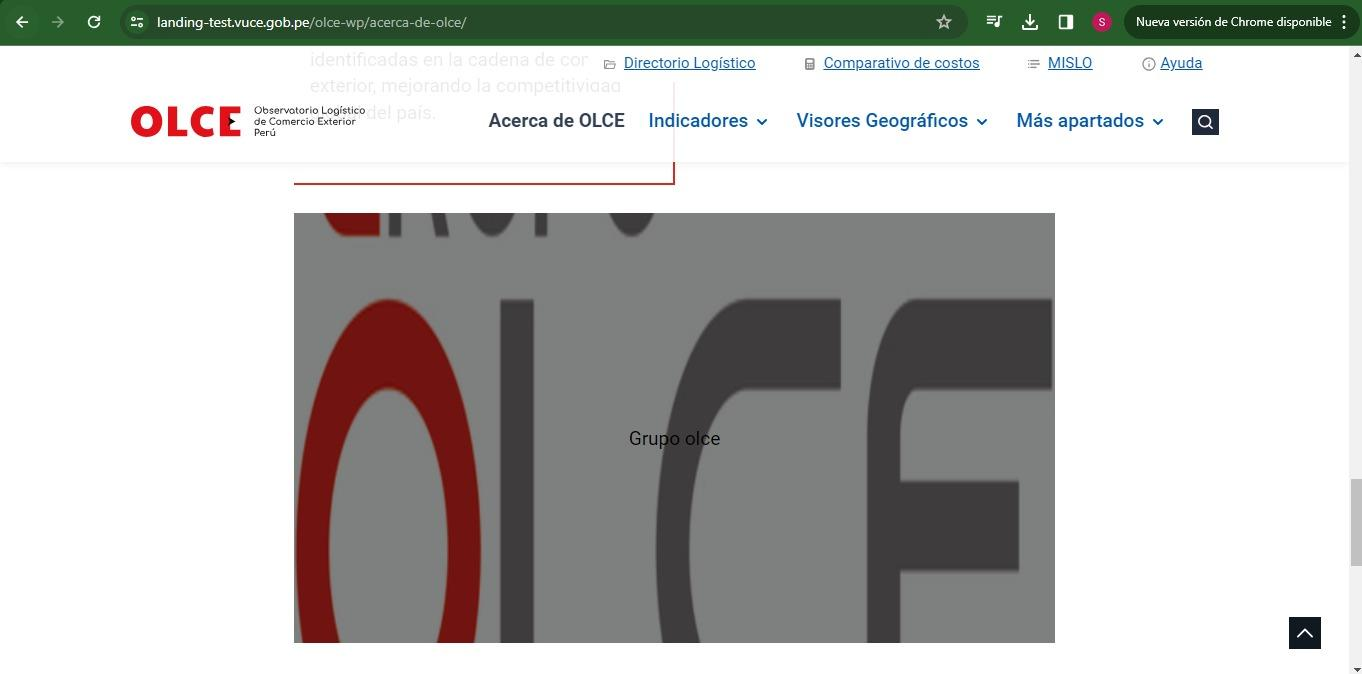 landing-test.vuce.gob.pe/olce-wp/acerca-de-olce/
S
Nueva versión de Chrome disponible
identificadas en la cadena de com
Directorio Logístico
Comparativo de costos
MISLO
Ayuda
exterior, mejorando la competitividad
del país.
OLCE
Observatorio Logístico
de Comercio Exterior
Perú
Acerca de OLCE
Indicadores
Visores Geográficos
Más apartados
GRUPO
OLCE
Grupo olce